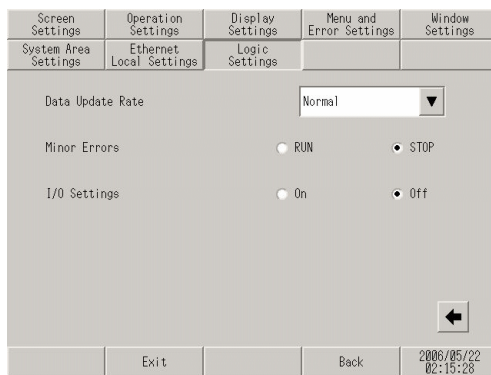 Screen Settings
Operation Settings
Display Settings
Menu and Error Settings
Window Settings
System Area Settings
Ethernet Local Settings
Logic Settings
Data Update Rate
Normal
Minor Errors
RUN
STOP
I/O Settings
On
Off
Exit
Back
2006/05/22
02:15:28